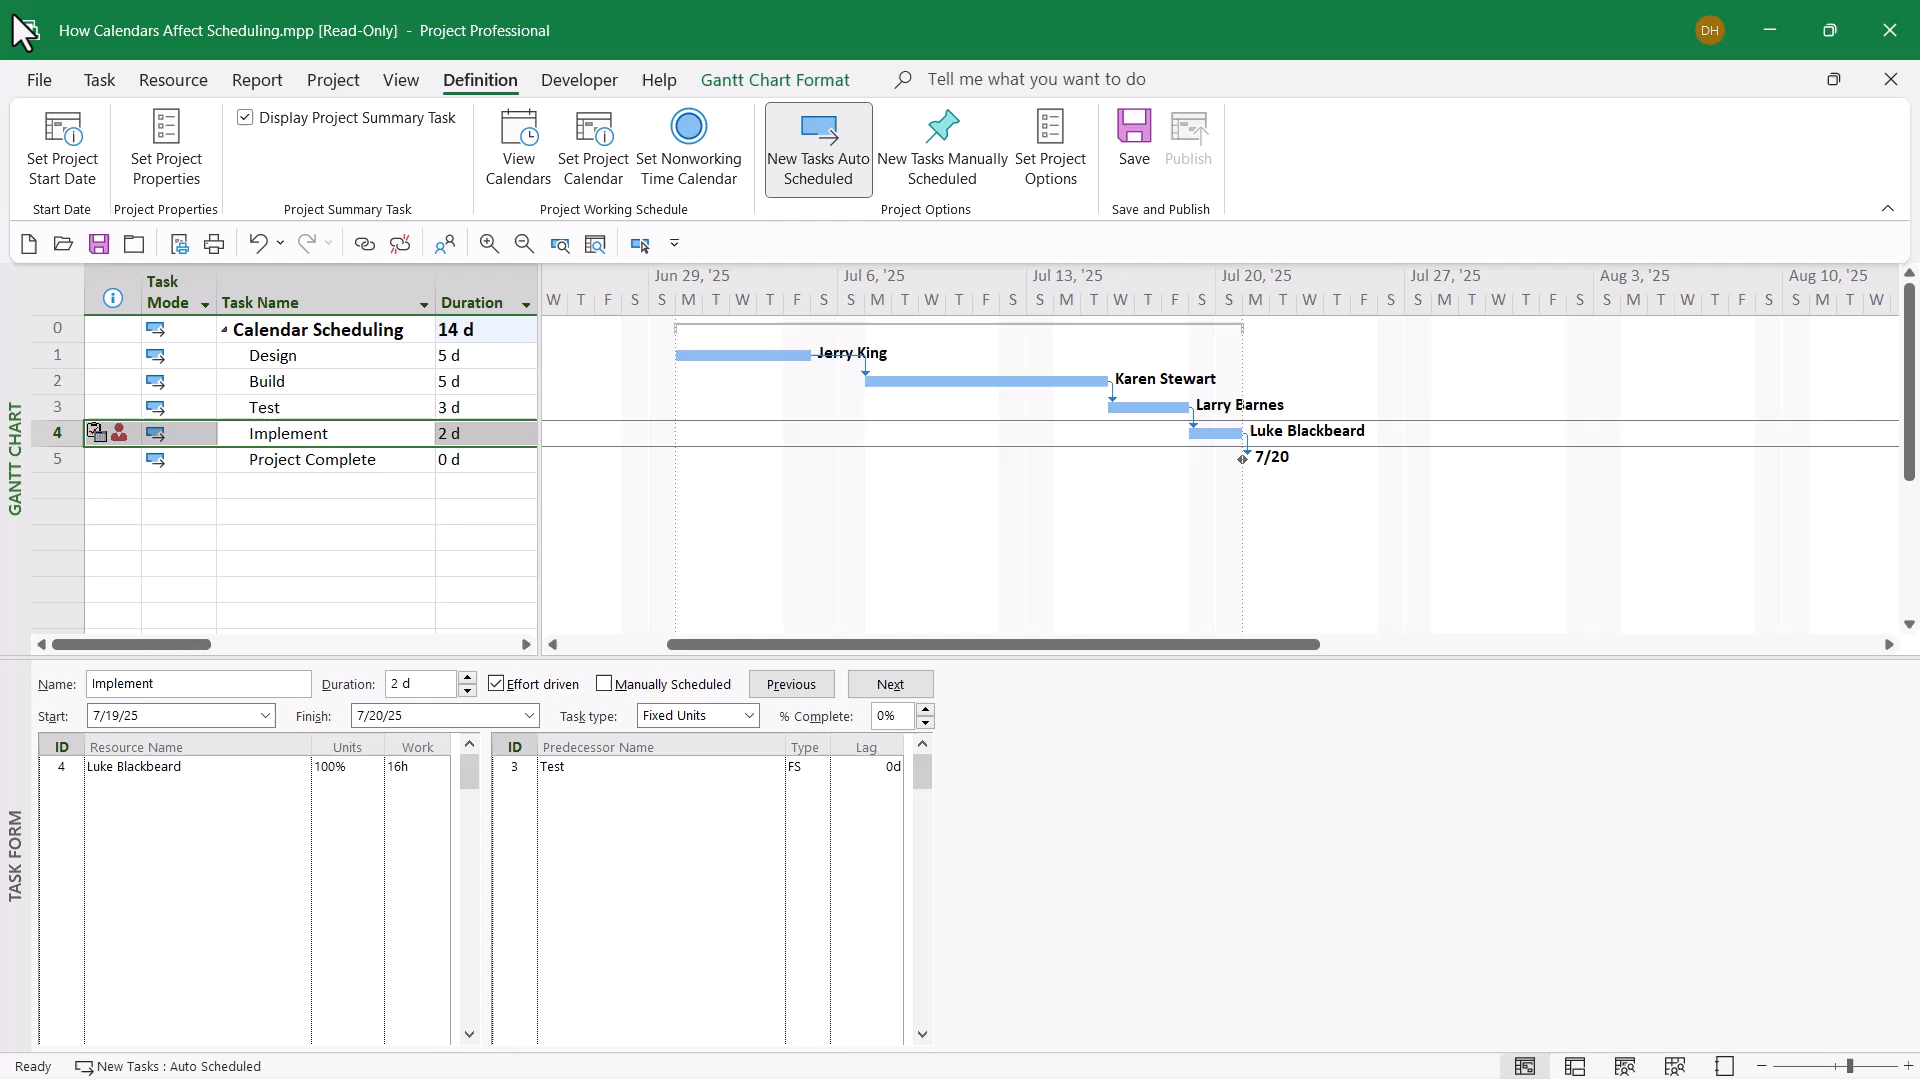 How Calendars Affect Scheduling.mpp [Read-Only] - Project Professional
DH
File Task Resource Report Project View Definition Developer Help Gantt Chart Format Tell me what you want to do
Set Project Start Date
Set Project Properties
Display Project Summary Task
View Calendars
Set Project Calendar
Set Nonworking Time Calendar
New Tasks Auto Scheduled
New Tasks Manually Scheduled
Set Project Options
Save
Publish
Start Date Project Properties Project Summary Task Project Working Schedule Project Options Save and Publish
Task Mode Task Name Duration
Jun 29, '25 Jul 6, '25 Jul 13, '25 Jul 20, '25 Jul 27, '25 Aug 3, '25 Aug 10, '25
W T F S S M T W T F S S M T W T F S S M T W T F S S M T W T F S S M T W T F S S M T W T F S S M T W
0 Calendar Scheduling 14 d
1 Design 5 d Jerry King
2 Build 5 d Karen Stewart
3 Test 3 d Larry Barnes
4 Implement 2 d Luke Blackbeard
5 Project Complete 0 d 7/20
GANTT CHART
Name: Implement Duration: 2 d Effort driven Manually Scheduled Previous Next
Start: 7/19/25 Finish: 7/20/25 Task type: Fixed Units % Complete: 0%
ID Resource Name Units Work ID Predecessor Name Type Lag
4 Luke Blackbeard 100% 16h 3 Test FS 0d
TASK FORM
Ready New Tasks : Auto Scheduled